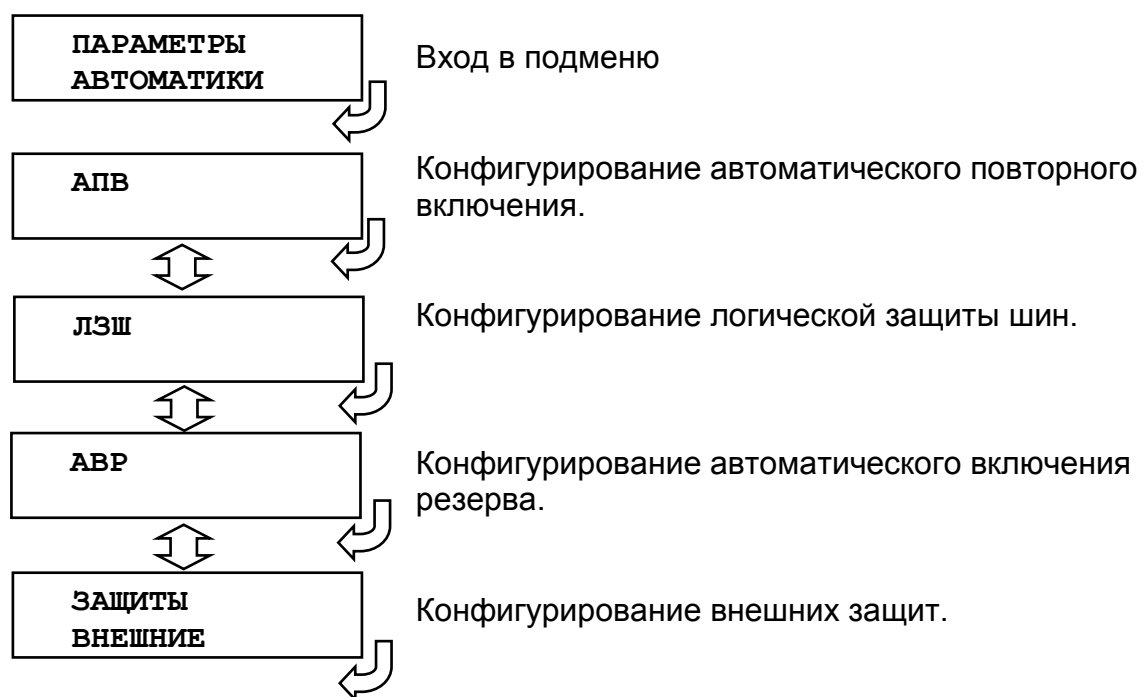 ПАРАМЕТРЫ
АВТОМАТИКИ
Вход в подменю
АПВ
Конфигурирование автоматического повторного
включения.
ЛЗШ
Конфигурирование логической защиты шин.
АВР
Конфигурирование автоматического включения
резерва.
ЗАЩИТЫ
ВНЕШНИЕ
Конфигурирование внешних защит.